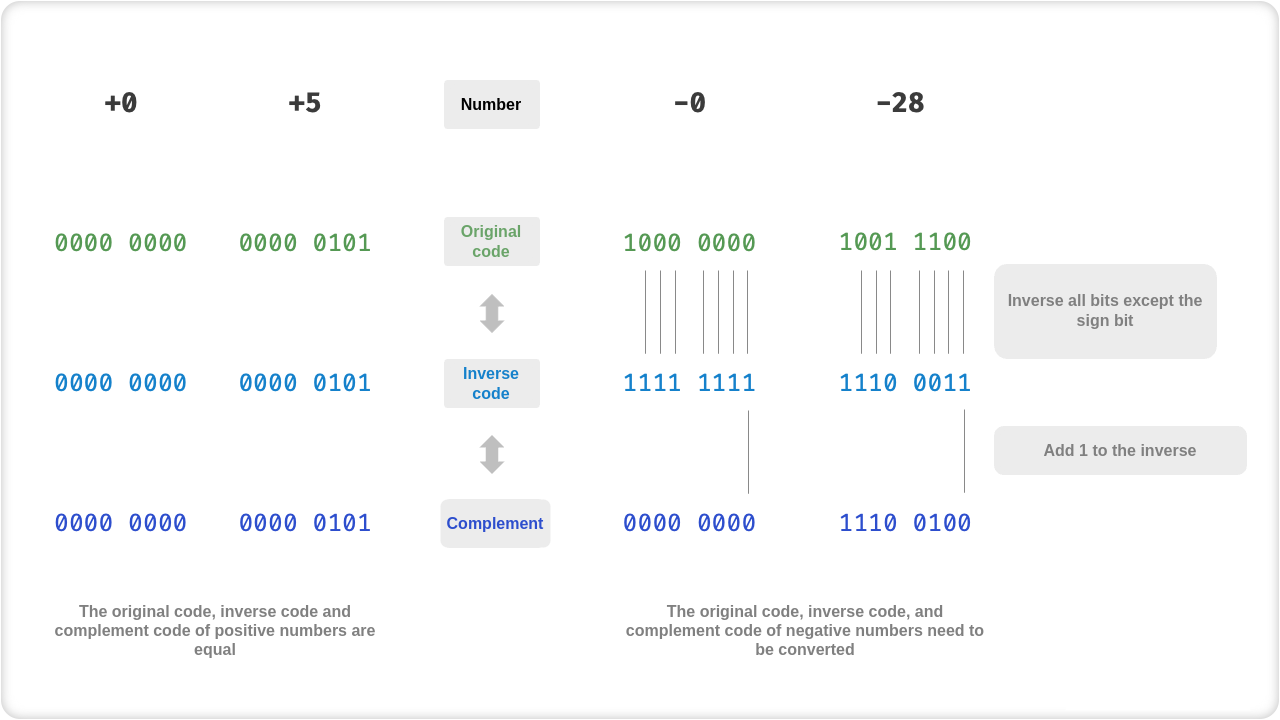 +0 +5 Number -0 -28
0000 0000 0000 0101 Original 1000 0000 1001 1100
code
Inverse all bits except the
sign bit
0000 0000 0000 0101 Inverse 1111 1111 1110 0011
code
Add 1 to the inverse
0000 0000 0000 0101 Complement 0000 0000 1110 0100
The original code, inverse code and
complement code of positive numbers are
equal
The original code, inverse code, and
complement code of negative numbers need to
be converted